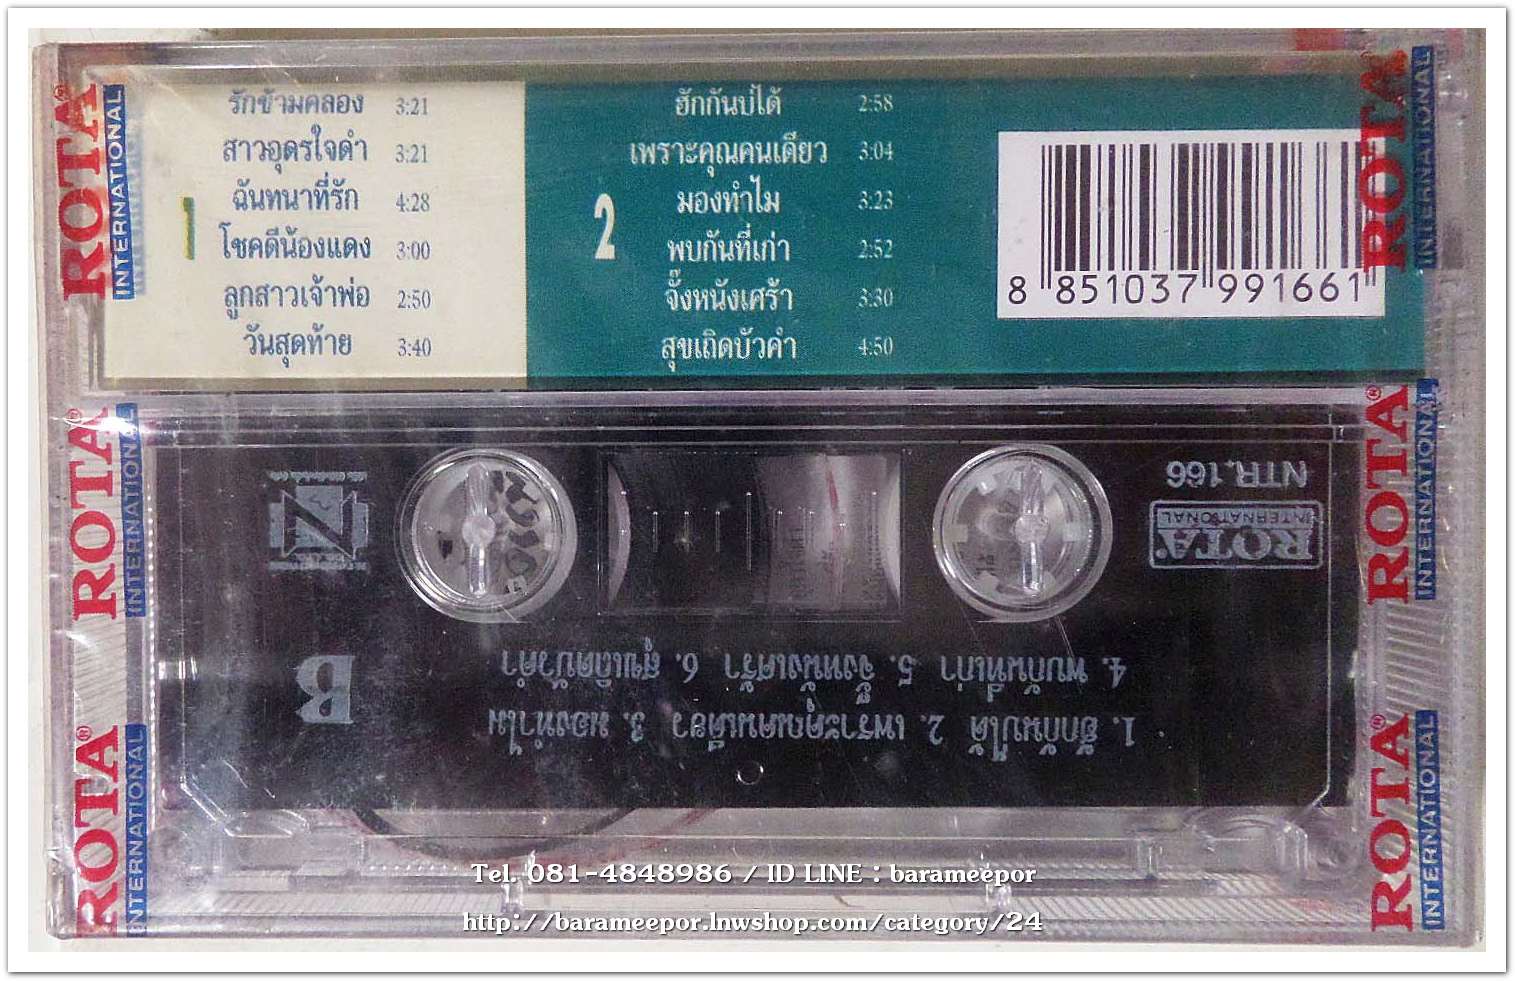 รักข้ามคลอง 3:21
สาวอุดรใจดำ 3:21
ฉันทนาที่รัก 4:28
1
โชคดีน้องแดง 3:00
ลูกสาวเจ้าพ่อ 2:50
วันสุดท้าย 3:40
ฮักกันบ่ได้ 2:58
เพราะคุณคนเดียว 3:04
มองทำไม 3:23
2
พบกันที่เก่า 2:52
จั๊งหนังเศร้า 3:30
สุขเถิดบัวคำ 4:50
8 851037 991661
ROTA®
INTERNATIONAL
ROTA®
INTERNATIONAL
ROTA®
INTERNATIONAL
ROTA
INTERNATIONAL
ROTA®
INTERNATIONAL
ROTA®
INTERNATIONAL
NTR.166
ROTA®
INTERNATIONAL
N
B
1. ฮักกันบ่ได้ 2. เพราะคุณคนเดียว 3. มองทำไม
4. พบกันที่เก่า 5. จั๊งหนังเศร้า 6. สุขเถิดบัวคำ
Tel. 081-4848986 / ID LINE : barameepor
http://barameepor.lnwshop.com/category/24